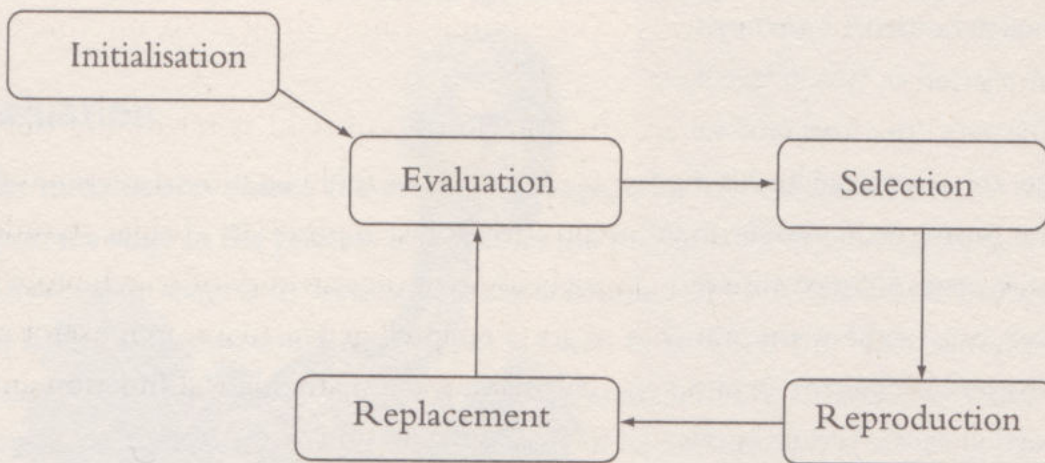 Initialisation
Evaluation
Selection
Replacement
Reproduction